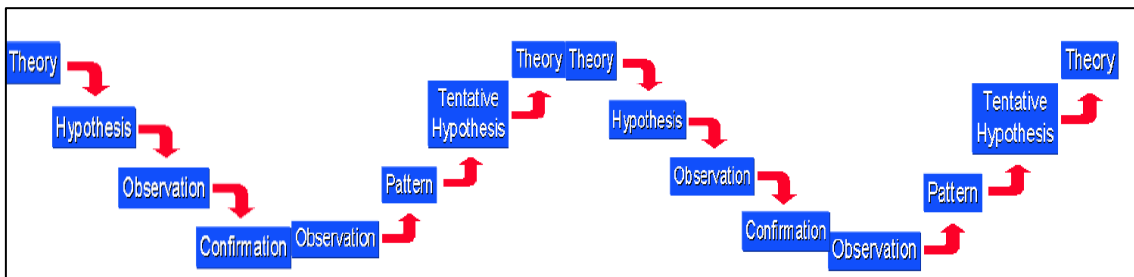 Theory
Hypothesis
Observation
Confirmation
Observation
Pattern
Tentative
Hypothesis
Theory
Theory
Hypothesis
Observation
Confirmation
Observation
Pattern
Tentative
Hypothesis
Theory